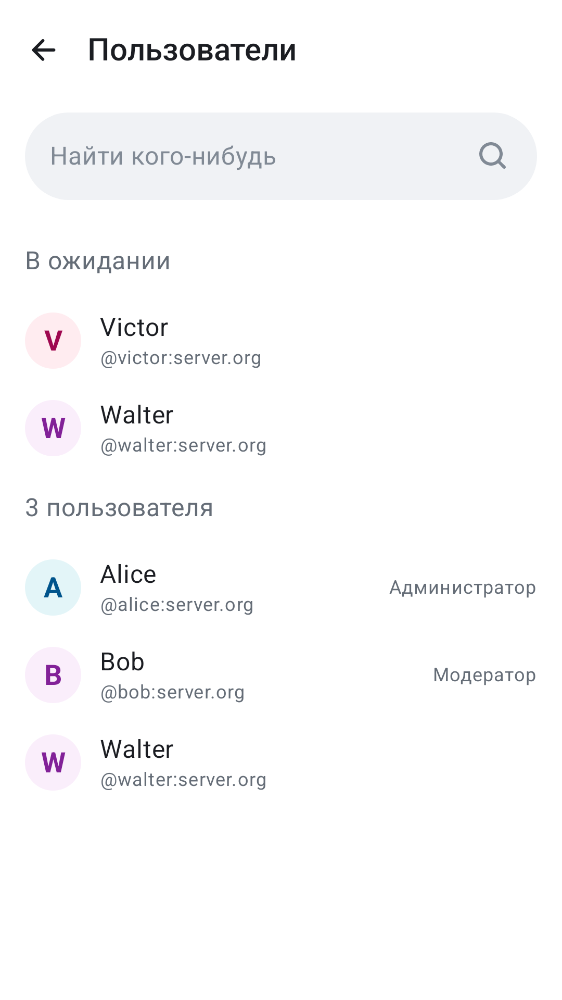 Пользователи
Найти кого-нибудь
В ожидании
V
Victor
@victor:server.org
W
Walter
@walter:server.org
3 пользователя
A
Alice
@alice:server.org
Администратор
B
Bob
@bob:server.org
Модератор
W
Walter
@walter:server.org